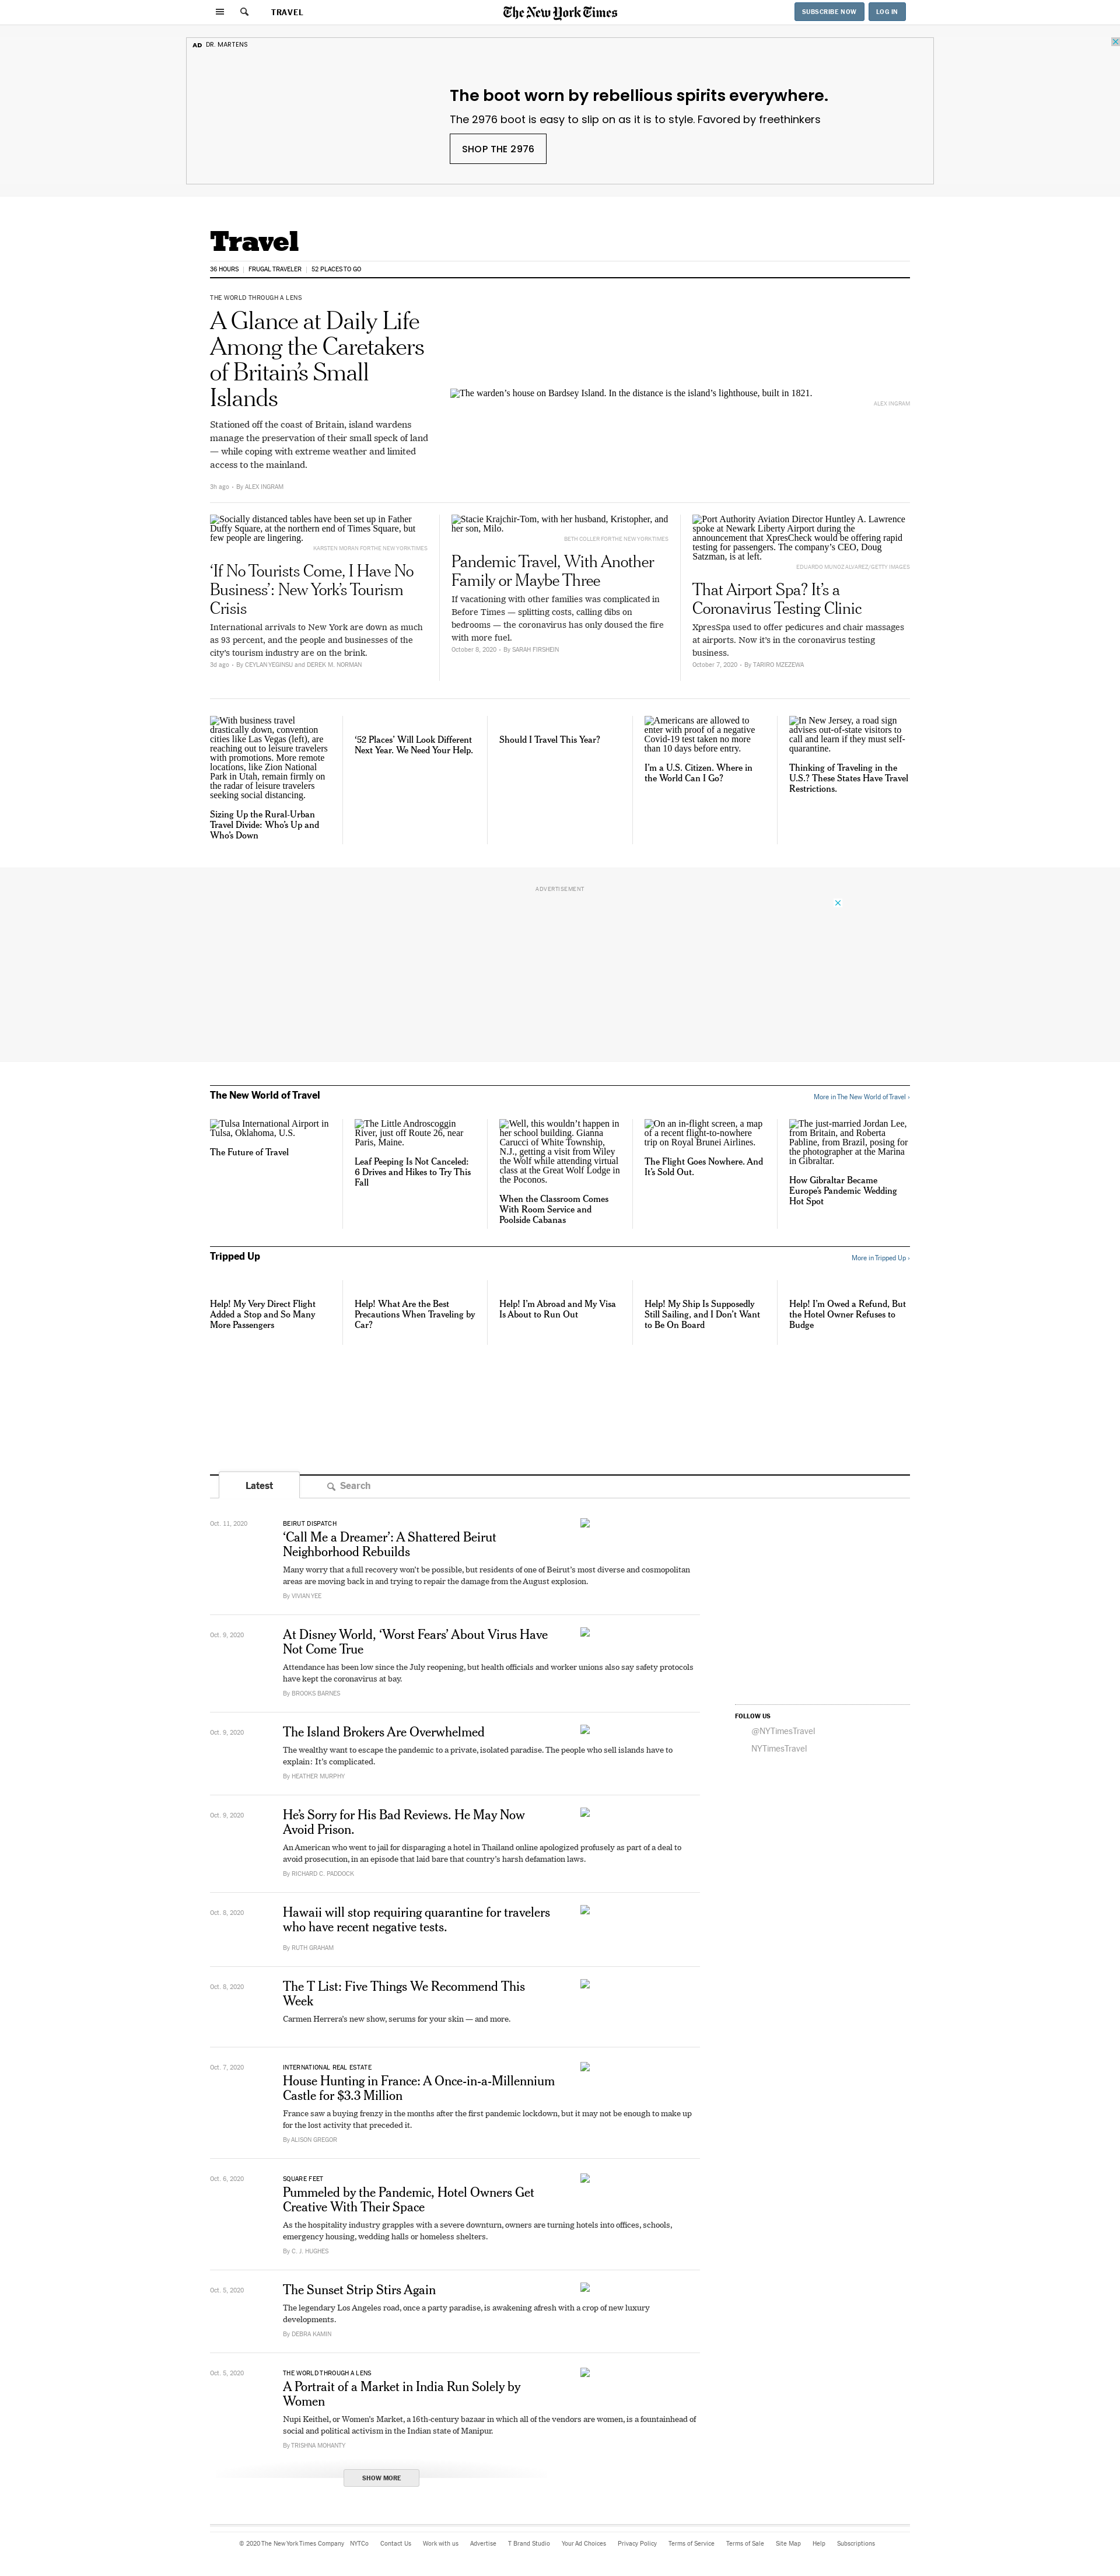 TRAVEL
The New York Times
SUBSCRIBE NOW
LOG IN
AD DR. MARTENS
The boot worn by rebellious spirits everywhere.
The 2976 boot is easy to slip on as it is to style. Favored by freethinkers
SHOP THE 2976
Travel
36 HOURS
FRUGAL TRAVELER
52 PLACES TO GO
THE WORLD THROUGH A LENS
A Glance at Daily Life
Among the Caretakers
of Britain’s Small
Islands
Stationed off the coast of Britain, island wardens
manage the preservation of their small speck of land
— while coping with extreme weather and limited
access to the mainland.
3h ago • By ALEX INGRAM
The warden’s house on Bardsey Island. In the distance is the island’s lighthouse, built in 1821.
ALEX INGRAM
Socially distanced tables have been set up in Father
Duffy Square, at the northern end of Times Square, but
few people are lingering.
AARSTEN MORAN FOR THE NEW YORK TIMES
‘If No Tourists Come, I Have No
Business’: New York’s Tourism
Crisis
International arrivals to New York are down as much
as 93 percent, and the people and businesses of the
city’s tourism industry are on the brink.
3d ago • By CEYLAN YEGINSU and DEREK M. NORMAN
Stacie Krajchir-Tom, with her husband, Kristopher, and
her son, Milo.
BETH COLLER FOR THE NEW YORK TIMES
Pandemic Travel, With Another
Family or Maybe Three
If vacationing with other families was complicated in
Before Times — splitting costs, calling dibs on
bedrooms — the coronavirus has only doused the fire
with more fuel.
October 8, 2020 • By SARAH FIRSHEIN
Port Authority Aviation Director Huntley A. Lawrence
spoke at Newark Liberty Airport during the
announcement that XpresCheck would be offering rapid
testing for passengers. The company’s CEO, Doug
Satzman, is at left.
EDUARDO MUNOZ ALVAREZ/GETTY IMAGES
That Airport Spa? It’s a
Coronavirus Testing Clinic
XpresSpa used to offer pedicures and chair massages
at airports. Now it’s in the coronavirus testing
business.
October 7, 2020 • By TARIRO MZEZEWA
With business travel
drastically down, convention
cities like Las Vegas (left), are
reaching out to leisure travelers
with promotions. More remote
locations, like Zion National
Park in Utah, remain firmly on
the radar of leisure travelers
seeking social distancing.
Sizing Up the Rural-Urban
Travel Divide: Who’s Up and
Who’s Down
‘52 Places’ Will Look Different
Next Year. We Need Your Help.
Should I Travel This Year?
Americans are allowed to
enter with proof of a negative
Covid-19 test taken no more
than 10 days before entry.
I’m a U.S. Citizen. Where in
the World Can I Go?
In New Jersey, a road sign
advises out-of-state visitors to
call and learn if they must self-
quarantine.
Thinking of Traveling in the
U.S.? These States Have Travel
Restrictions.
ADVERTISEMENT
The New World of Travel
More in The New World of Travel ›
Tulsa International Airport in
Tulsa, Oklahoma, U.S.
The Future of Travel
The Little Androscoggin
River, just off Route 26, near
Paris, Maine.
Leaf Peeping Is Not Canceled:
6 Drives and Hikes to Try This
Fall
Well, this wouldn’t happen in
her school building. Gianna
Carucci of White Township,
N.J., getting a visit from Wiley
the Wolf while attending virtual
class at the Great Wolf Lodge in
the Poconos.
When the Classroom Comes
With Room Service and
Poolside Cabanas
On an in-flight screen, a map
of a recent flight-to-nowhere
trip on Royal Brunei Airlines.
The Flight Goes Nowhere. And
It’s Sold Out.
The just-married Jordan Lee,
from Britain, and Roberta
Pabline, from Brazil, posing for
the photographer at the Marina
in Gibraltar.
How Gibraltar Became
Europe’s Pandemic Wedding
Hot Spot
Tripped Up
More in Tripped Up ›
Help! My Very Direct Flight
Added a Stop and So Many
More Passengers
Help! What Are the Best
Precautions When Traveling by
Car?
Help! I’m Abroad and My Visa
Is About to Run Out
Help! My Ship Is Supposedly
Still Sailing, and I Don’t Want
to Be On Board
Help! I’m Owed a Refund, But
the Hotel Owner Refuses to
Budge
Latest
Search
Oct. 11, 2020
BEIRUT DISPATCH
‘Call Me a Dreamer’: A Shattered Beirut
Neighborhood Rebuilds
Many worry that a full recovery won’t be possible, but residents of one of Beirut’s most diverse and cosmopolitan
areas are moving back in and trying to repair the damage from the August explosion.
By VIVIAN YEE
Oct. 9, 2020
At Disney World, ‘Worst Fears’ About Virus Have
Not Come True
Attendance has been low since the July reopening, but health officials and worker unions also say safety protocols
have kept the coronavirus at bay.
By BROOKS BARNES
Oct. 9, 2020
The Island Brokers Are Overwhelmed
The wealthy want to escape the pandemic to a private, isolated paradise. The people who sell islands have to
explain: It’s complicated.
By HEATHER MURPHY
Oct. 9, 2020
He’s Sorry for His Bad Reviews. He May Now
Avoid Prison.
An American who went to jail for disparaging a hotel in Thailand online apologized profusely as part of a deal to
avoid prosecution, in an episode that laid bare that country’s harsh defamation laws.
By RICHARD C. PADDOCK
Oct. 8, 2020
Hawaii will stop requiring quarantine for travelers
who have recent negative tests.
By RUTH GRAHAM
Oct. 8, 2020
The T List: Five Things We Recommend This
Week
Carmen Herrera’s new show, serums for your skin — and more.
Oct. 7, 2020
INTERNATIONAL REAL ESTATE
House Hunting in France: A Once-in-a-Millennium
Castle for $3.3 Million
France saw a buying frenzy in the months after the first pandemic lockdown, but it may not be enough to make up
for the lost activity that preceded it.
By ALISON GREGOR
Oct. 6, 2020
SQUARE FEET
Pummeled by the Pandemic, Hotel Owners Get
Creative With Their Space
As the hospitality industry grapples with a severe downturn, owners are turning hotels into offices, schools,
emergency housing, wedding halls or homeless shelters.
By C. J. HUGHES
Oct. 5, 2020
The Sunset Strip Stirs Again
The legendary Los Angeles road, once a party paradise, is awakening afresh with a crop of new luxury
developments.
By DEBRA KAMIN
Oct. 5, 2020
THE WORLD THROUGH A LENS
A Portrait of a Market in India Run Solely by
Women
Nupi Keithel, or Women’s Market, a 16th-century bazaar in which all of the vendors are women, is a fountainhead of
social and political activism in the Indian state of Manipur.
By TRISHNA MOHANTY
SHOW MORE
FOLLOW US
@NYTimesTravel
NYTimesTravel
© 2020 The New York Times Company NYTCo Contact Us Work with us Advertise T Brand Studio Your Ad Choices Privacy Policy Terms of Service Terms of Sale Site Map Help Subscriptions